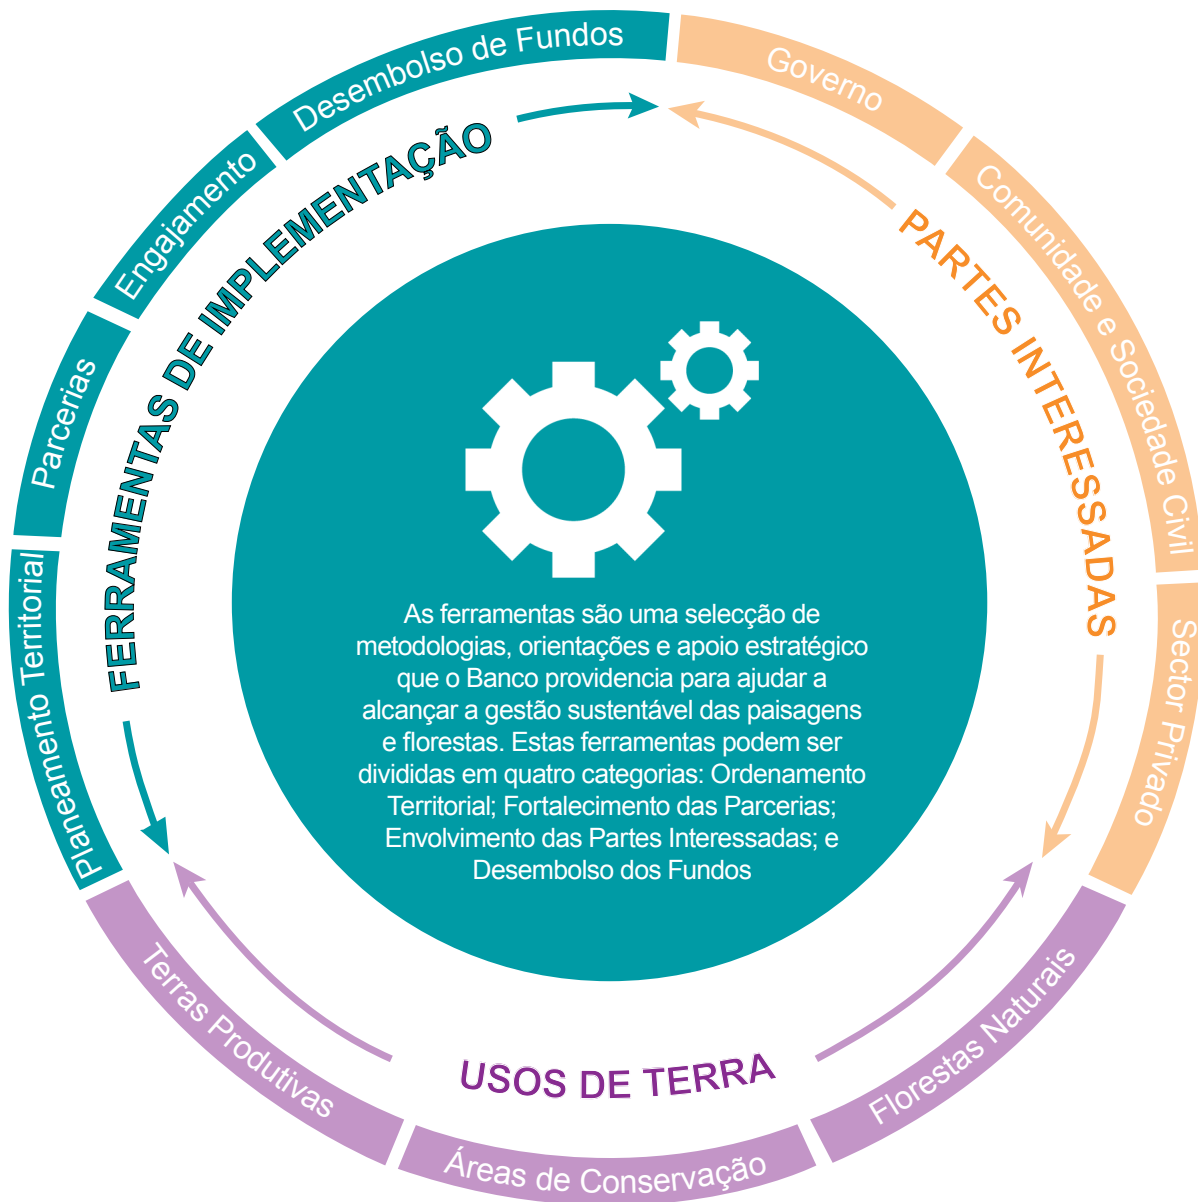 Desembolso de Fundos
Governo
Engajamento
Comunidade e Sociedade Civil
Parcerias
Sector Privado
Planeamento Territorial
Terras Produtivas
Áreas de Conservação
Florestas Naturais
FERRAMENTAS DE IMPLEMENTAÇÃO
PARTES INTERESSADAS
USOS DE TERRA
As ferramentas são uma selecção de
metodologias, orientações e apoio estratégico
que o Banco providencia para ajudar a
alcançar a gestão sustentável das paisagens
e florestas. Estas ferramentas podem ser
divididas em quatro categorias: Ordenamento
Territorial; Fortalecimento das Parcerias;
Envolvimento das Partes Interessadas; e
Desembolso dos Fundos